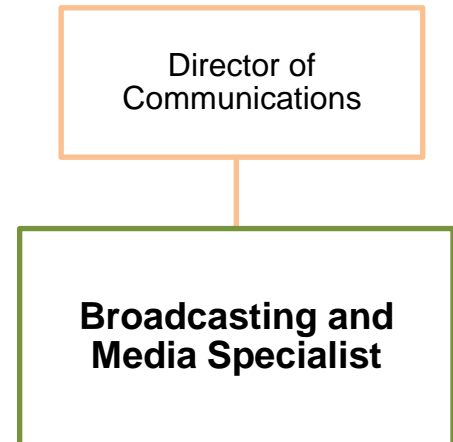 Director of
Communications
Broadcasting and
Media Specialist